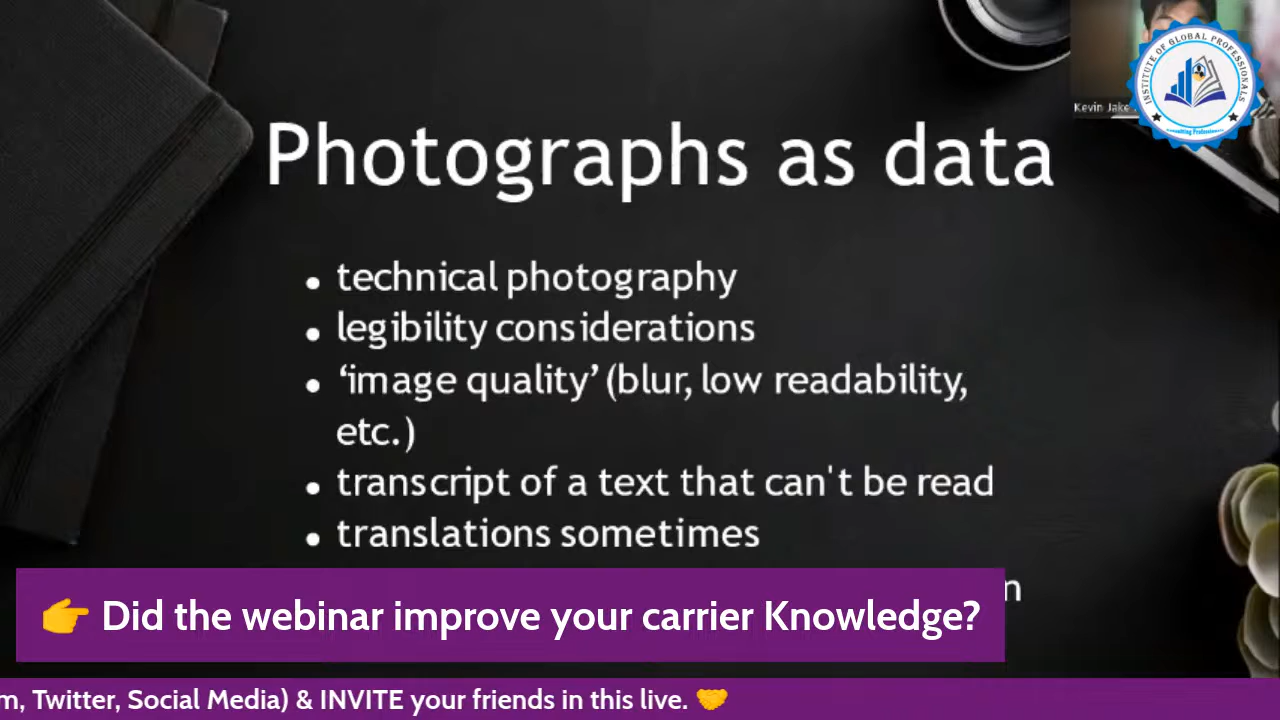 INSTITUTE OF GLOBAL PROFESSIONALS
Kevin Jake
Photographs as data
• technical photography
• legibility considerations
• ‘image quality’ (blur, low readability,
etc.)
• transcript of a text that can't be read
• translations sometimes
n
👉 Did the webinar improve your carrier Knowledge?
m, Twitter, Social Media) & INVITE your friends in this live. 🤝